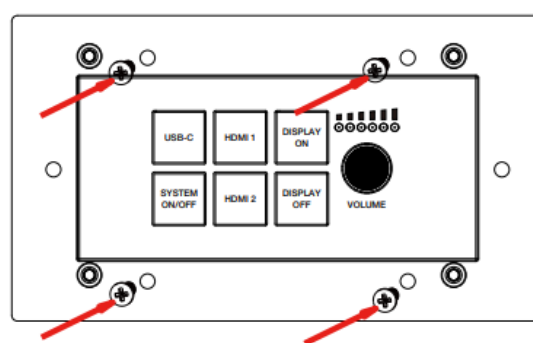 USB-C
HDMI 1
DISPLAY
ON
SYSTEM
ON/OFF
HDMI 2
DISPLAY
OFF
VOLUME